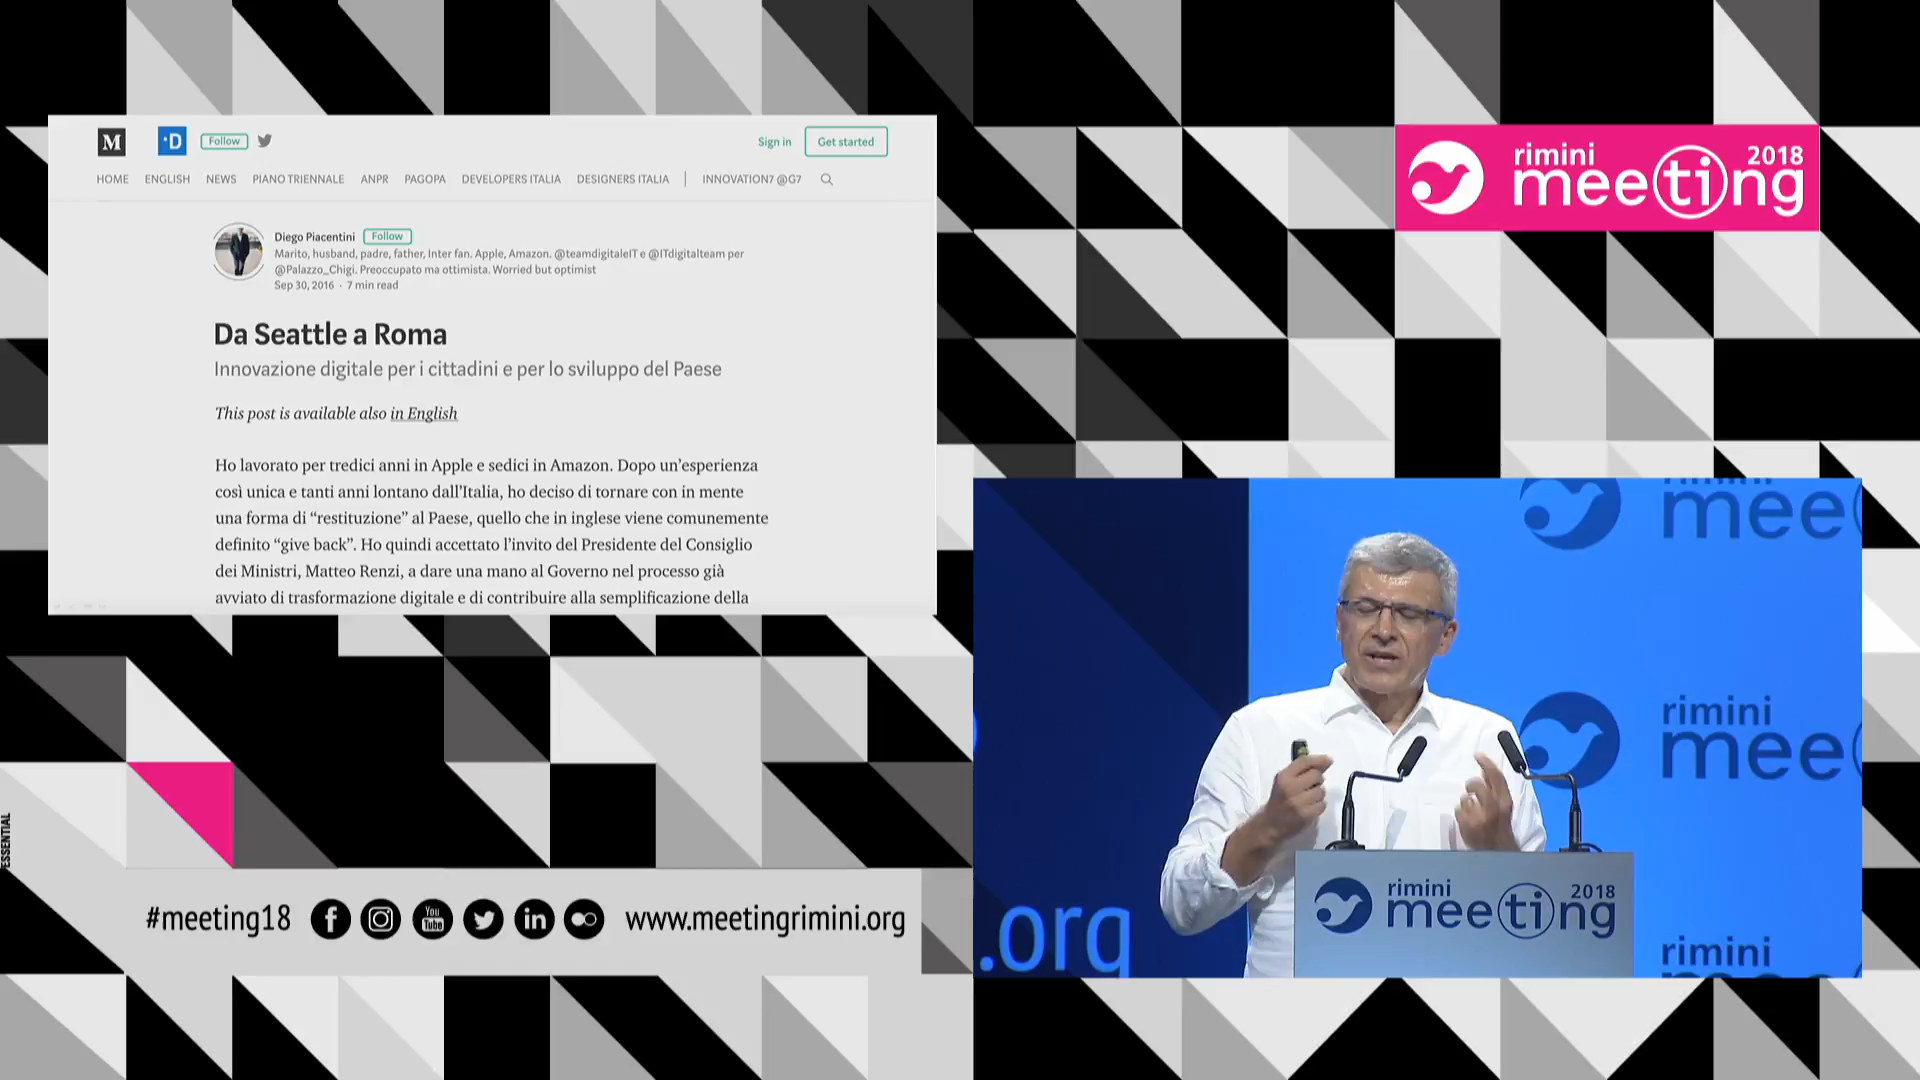 M ·D Follow Sign in Get started
HOME ENGLISH NEWS PIANO TRIENNALE ANPR PAGOPA DEVELOPERS ITALIA DESIGNERS ITALIA INNOVATION7 @G7
Diego Piacentini Follow
Marito, husband, padre, father, Inter fan. Apple, Amazon. @teamdigitaleIT e @ITdigitalteam per
@Palazzo_Chigi. Preoccupato ma ottimista. Worried but optimist
Sep 30, 2016 · 7 min read
Da Seattle a Roma
Innovazione digitale per i cittadini e per lo sviluppo del Paese
This post is available also in English
Ho lavorato per tredici anni in Apple e sedici in Amazon. Dopo un’esperienza
così unica e tanti anni lontano dall’Italia, ho deciso di tornare con in mente
una forma di “restituzione” al Paese, quello che in inglese viene comunemente
definito “give back”. Ho quindi accettato l’invito del Presidente del Consiglio
dei Ministri, Matteo Renzi, a dare una mano al Governo nel processo già
avviato di trasformazione digitale e di contribuire alla semplificazione della
rimini 2018
meeting
mee
rimini
mee
rimini 2018
meeting
rimini
.org
ESSENTIAL
#meeting18 f You Tube in www.meetingrimini.org